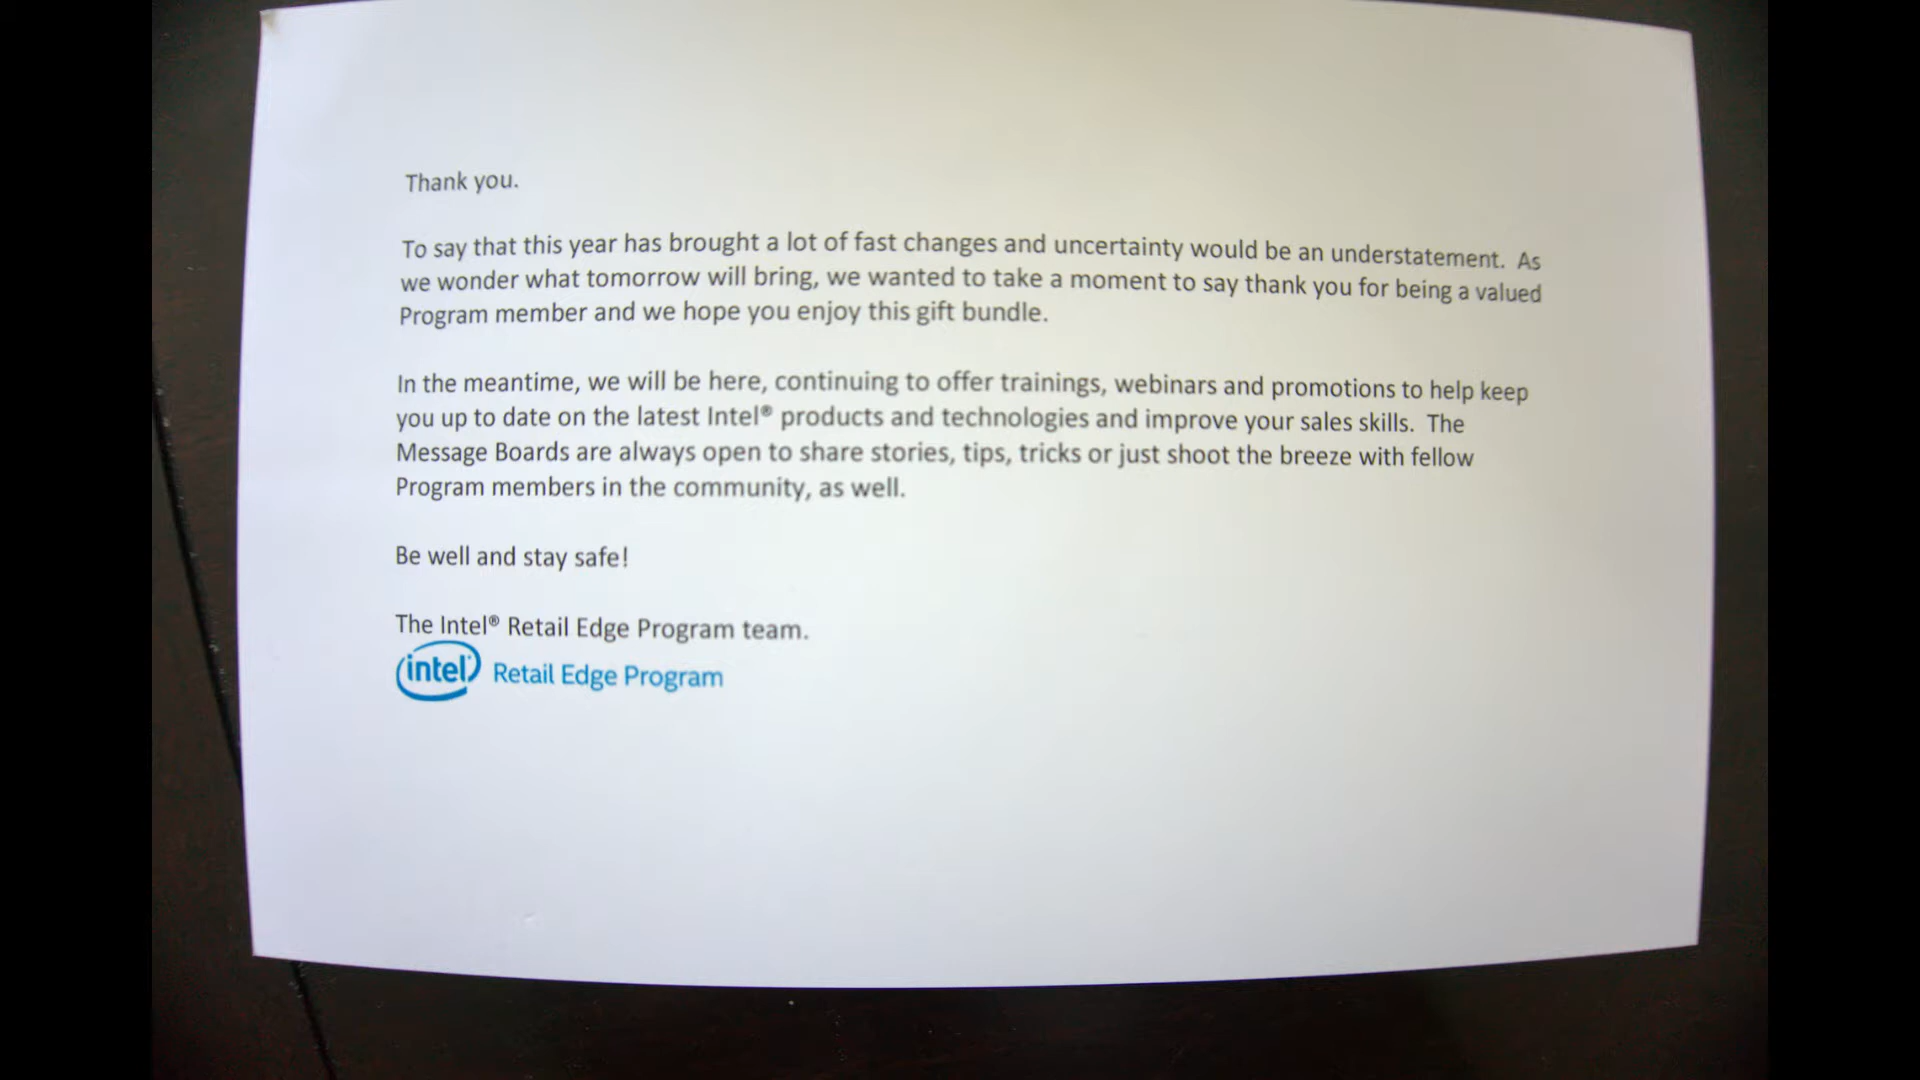 Thank you.
To say that this year has brought a lot of fast changes and uncertainty would be an understatement. As
we wonder what tomorrow will bring, we wanted to take a moment to say thank you for being a valued
Program member and we hope you enjoy this gift bundle.
In the meantime, we will be here, continuing to offer trainings, webinars and promotions to help keep
you up to date on the latest Intel® products and technologies and improve your sales skills. The
Message Boards are always open to share stories, tips, tricks or just shoot the breeze with fellow
Program members in the community, as well.
Be well and stay safe!
The Intel® Retail Edge Program team.
intel Retail Edge Program